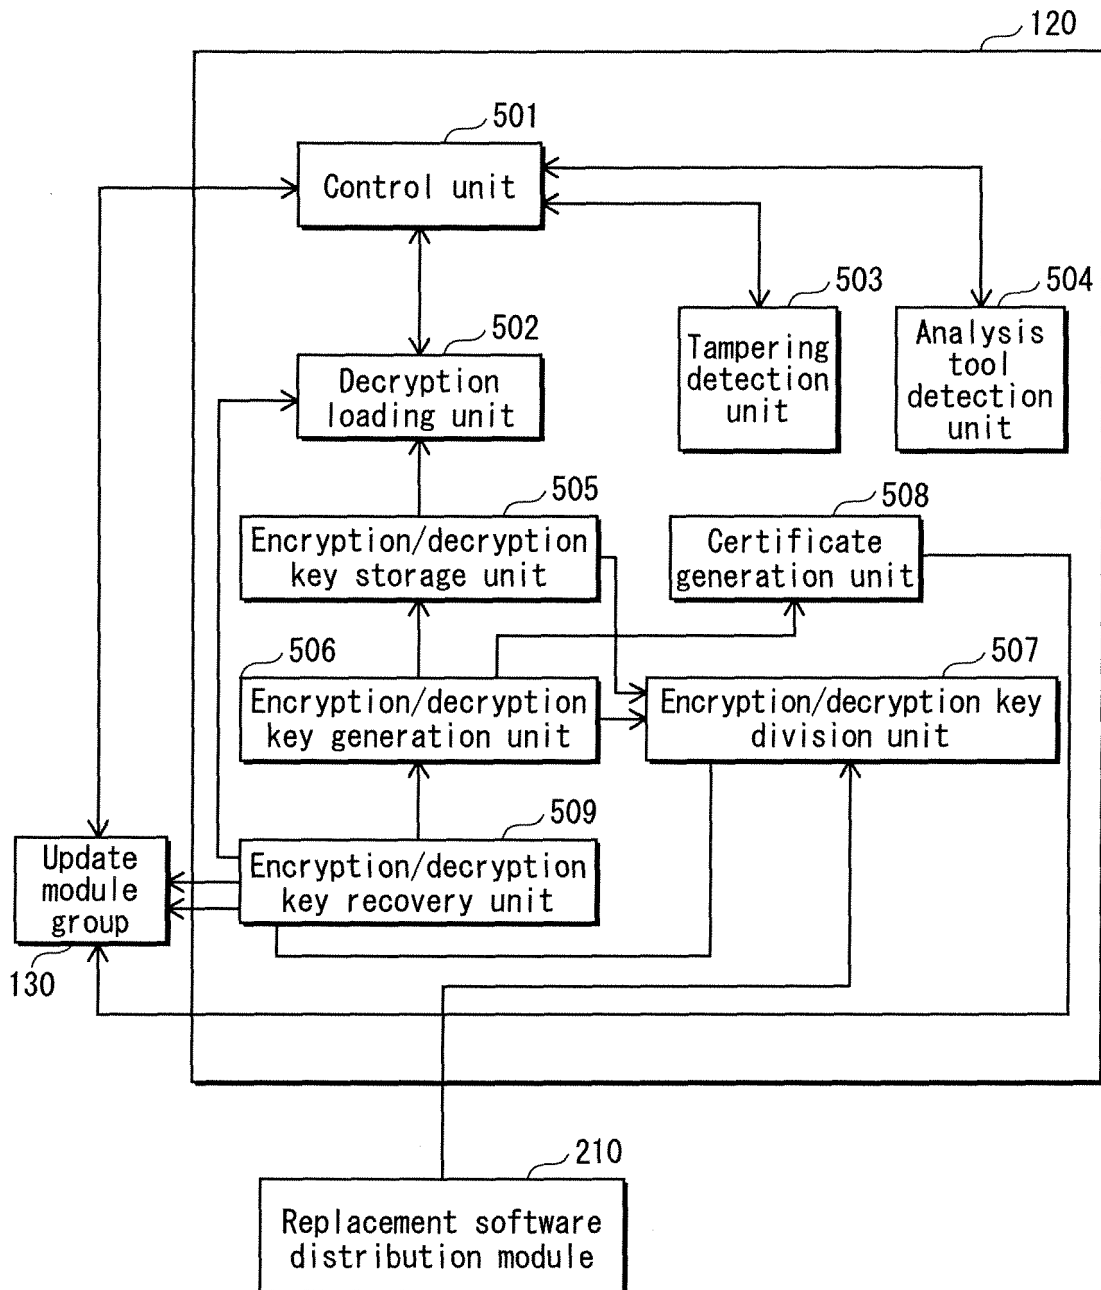 120
501
Control unit
503
504
502
Tampering
detection
unit
Analysis
tool
detection
unit
Decryption
loading unit
505
508
Encryption/decryption
key storage unit
Certificate
generation unit
506
507
Encryption/decryption
key generation unit
Encryption/decryption key
division unit
509
Update
module
group
Encryption/decryption
key recovery unit
130
210
Replacement software
distribution module